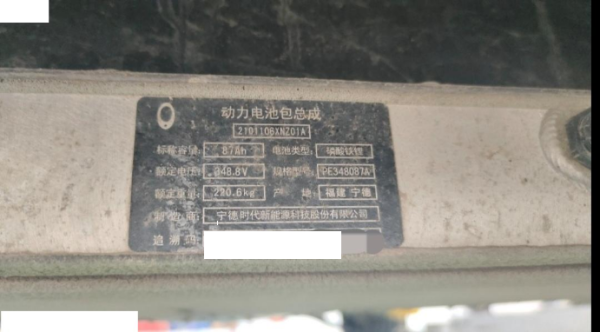 动力电池包总成
2101106XNZ01A
标称容量 87Ah 电池类型: 磷酸铁锂
额定电压 348.8V 规格型号: PE348087A
额定重量: 220.6kg 产 地: 福建 宁德
制造商: 宁德时代新能源科技股份有限公司
追溯码